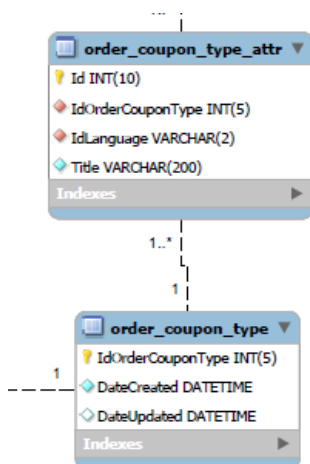 order_coupon_type_attr
Id INT(10)
IdOrderCouponType INT(5)
IdLanguage VARCHAR(2)
Title VARCHAR(200)
Indexes
1..*
1
order_coupon_type
IdOrderCouponType INT(5)
1
DateCreated DATETIME
DateUpdated DATETIME
Indexes